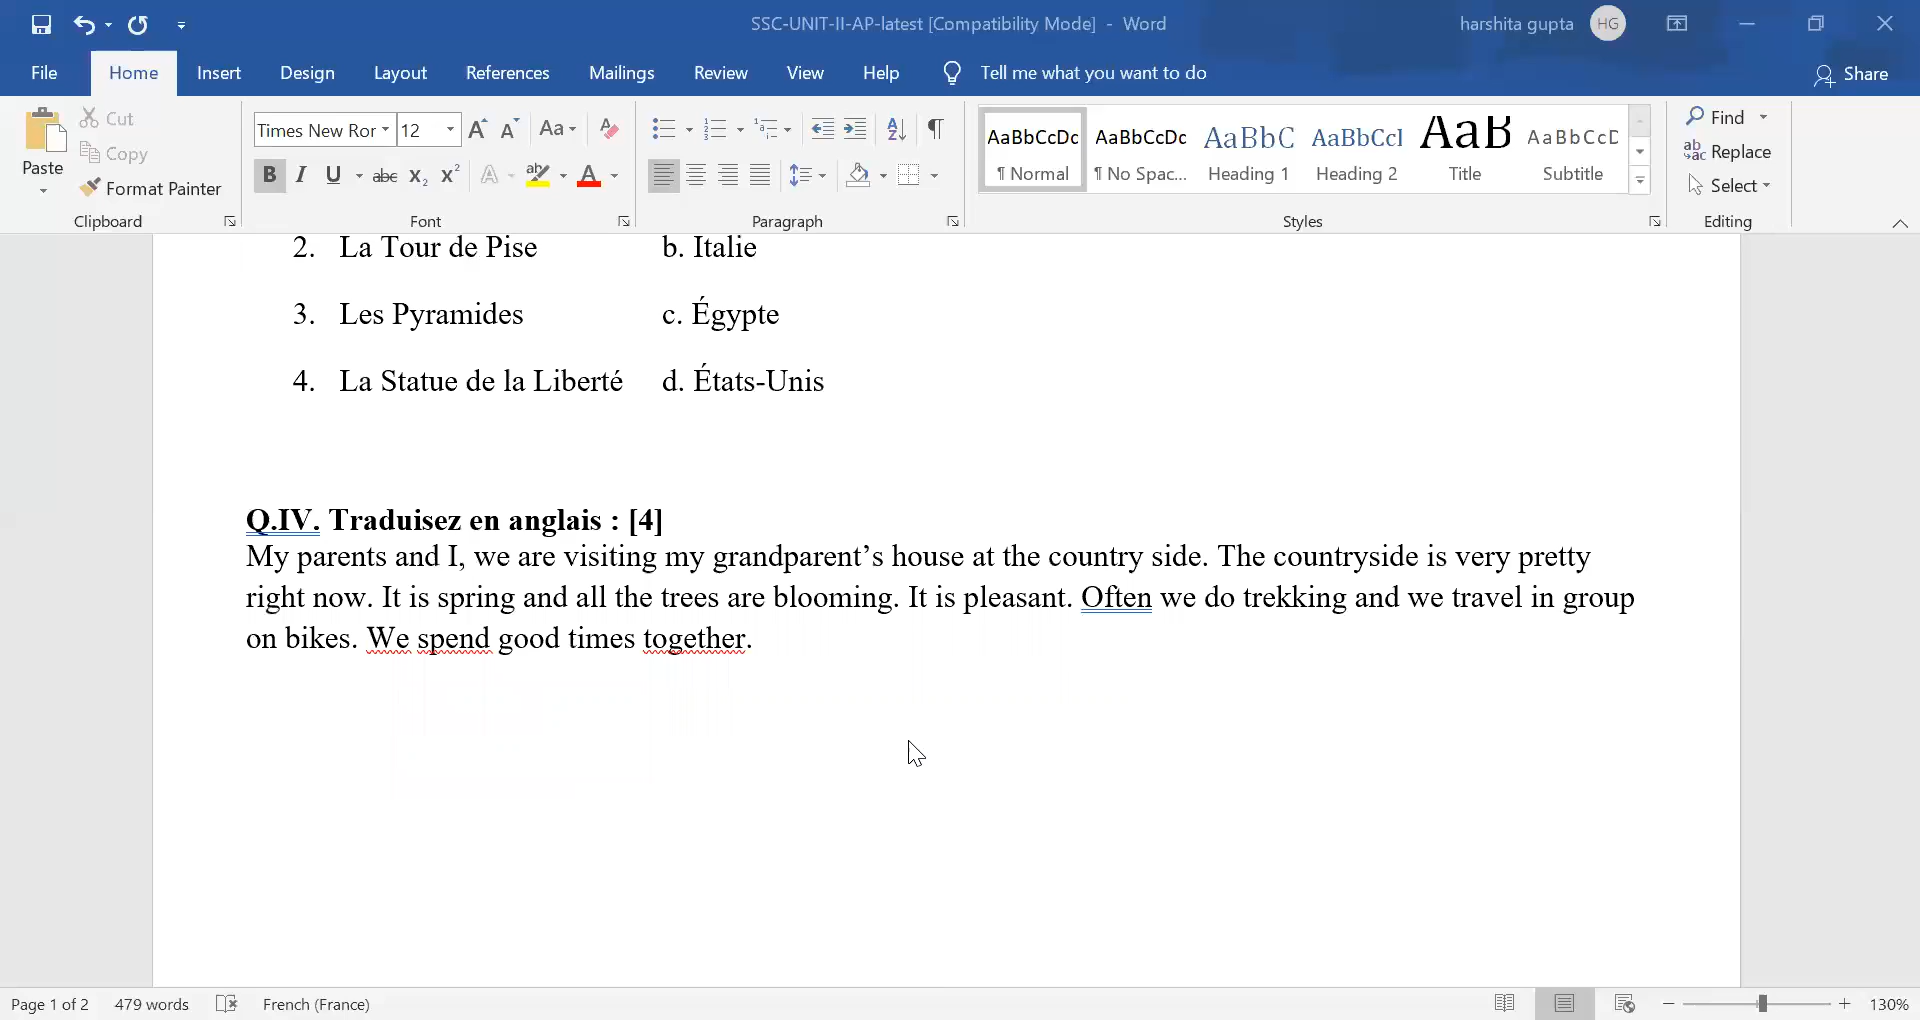 SSC-UNIT-II-AP-latest [Compatibility Mode] - Word
harshita gupta HG
File Home Insert Design Layout References Mailings Review View Help Tell me what you want to do Share
Paste
Cut
Copy
Format Painter
Clipboard
Times New Ror 12
Aa
B I U abc X₂ X² A ab A
Font
Paragraph
AaBbCcDc AaBbCcDc AaBbC AaBbCcI AaB AaBbCcD
¶ Normal ¶ No Spac... Heading 1 Heading 2 Title Subtitle
Styles
Find
Replace
Select
Editing
2. La Tour de Pise b. Italie
3. Les Pyramides c. Égypte
4. La Statue de la Liberté d. États-Unis
Q.IV. Traduisez en anglais : [4]
My parents and I, we are visiting my grandparent’s house at the country side. The countryside is very pretty
right now. It is spring and all the trees are blooming. It is pleasant. Often we do trekking and we travel in group
on bikes. We spend good times together.
Page 1 of 2 479 words French (France) 130%